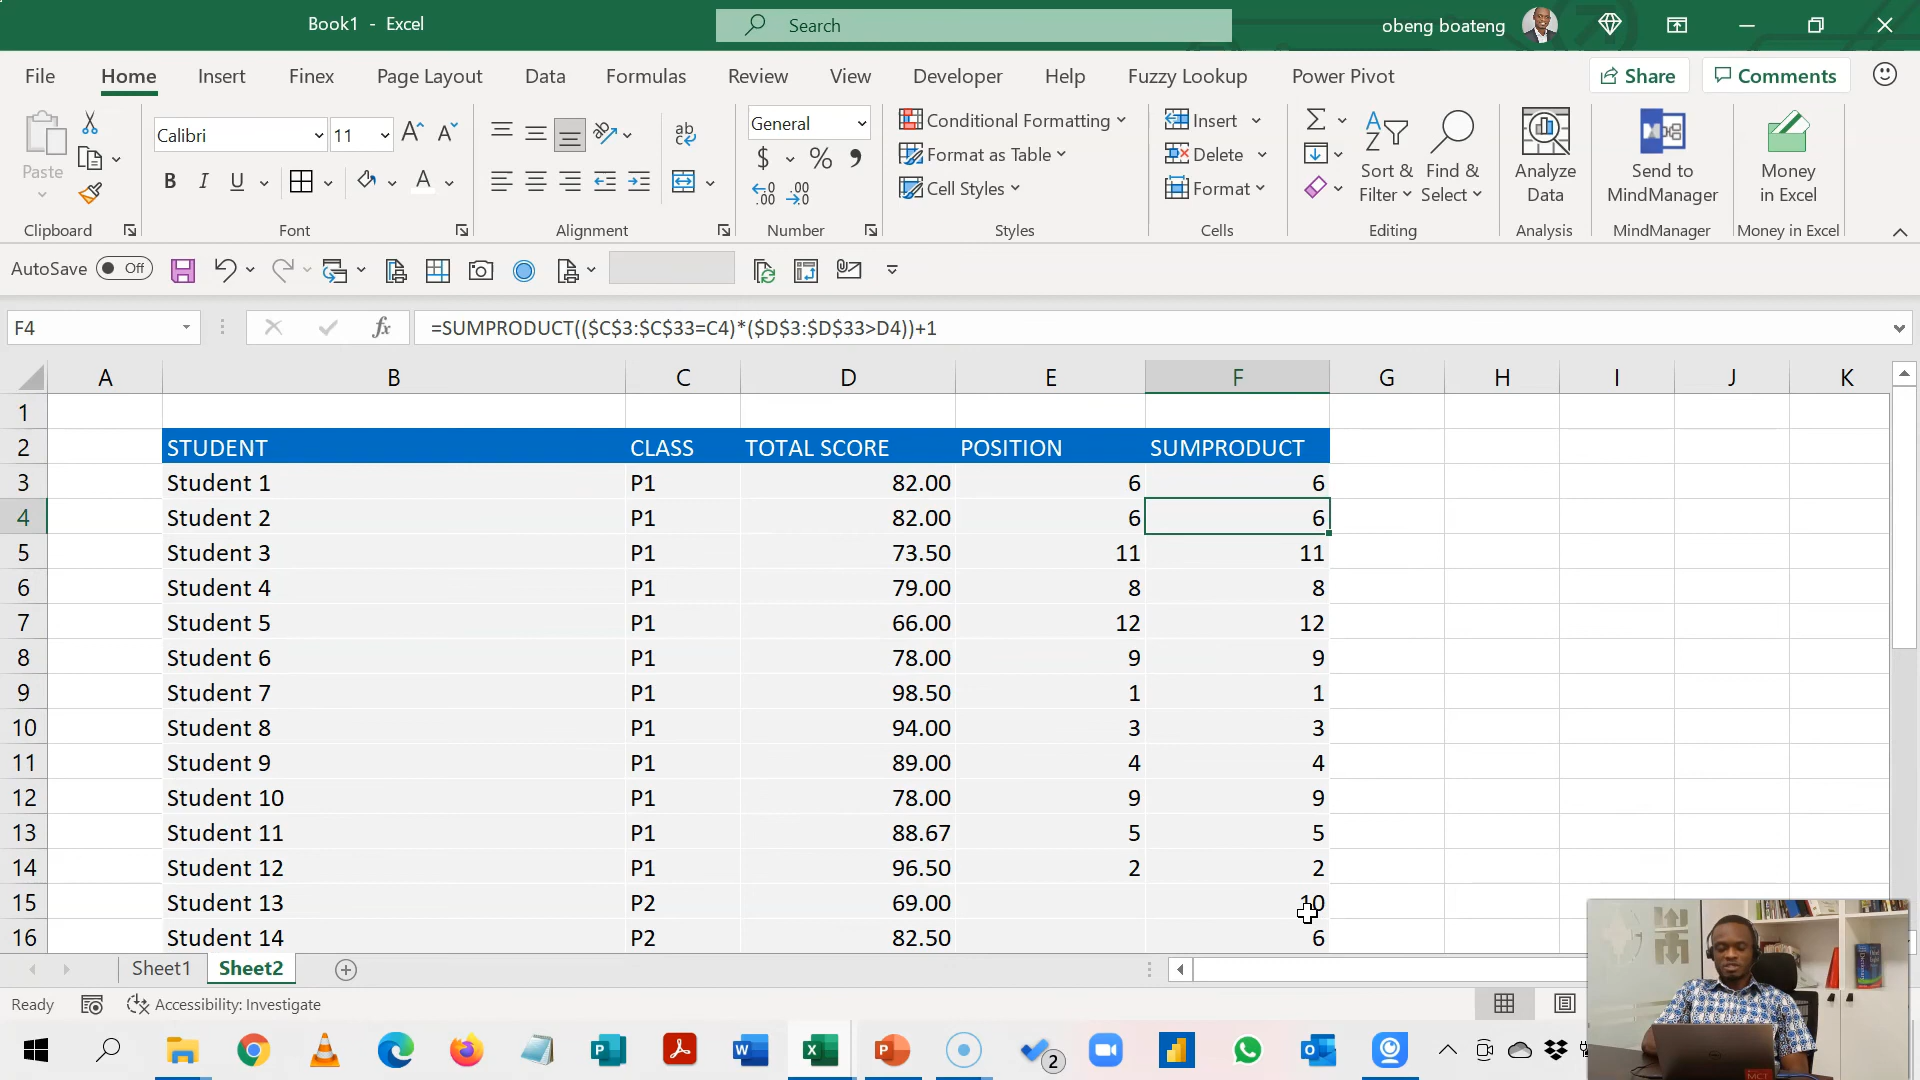 Book1 - Excel
Search
obeng boateng
File Home Insert Finex Page Layout Data Formulas Review View Developer Help Fuzzy Lookup Power Pivot Share Comments
Paste
Calibri 11
B I U A
ab
General
$ % 9
Conditional Formatting
Format as Table
Cell Styles
Insert
Delete
Format
Sort & Filter
Find & Select
Analyze Data
Send to MindManager
Money in Excel
Clipboard Font Alignment Number Styles Cells Editing Analysis MindManager Money in Excel
AutoSave Off
F4 fx =SUMPRODUCT(($C$3:$C$33=C4)*($D$3:$D$33>D4))+1
A B C D E F G H I J K
1
2 STUDENT CLASS TOTAL SCORE POSITION SUMPRODUCT
3 Student 1 P1 82.00 6 6
4 Student 2 P1 82.00 6 6
5 Student 3 P1 73.50 11 11
6 Student 4 P1 79.00 8 8
7 Student 5 P1 66.00 12 12
8 Student 6 P1 78.00 9 9
9 Student 7 P1 98.50 1 1
10 Student 8 P1 94.00 3 3
11 Student 9 P1 89.00 4 4
12 Student 10 P1 78.00 9 9
13 Student 11 P1 88.67 5 5
14 Student 12 P1 96.50 2 2
15 Student 13 P2 69.00 10
16 Student 14 P2 82.50 6
Sheet1 Sheet2
Ready Accessibility: Investigate
2